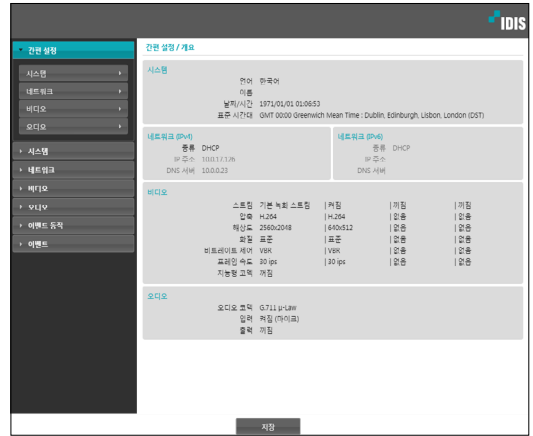 IDIS
간편 설정
시스템
네트워크
비디오
오디오
시스템
네트워크
비디오
오디오
이벤트 동작
이벤트
간편 설정 / 개요
시스템
언어 한국어
이름
날짜/시간 1971/01/01 01:06:53
표준 시간대 GMT 00:00 Greenwich Mean Time : Dublin, Edinburgh, Lisbon, London (DST)
네트워크 (IPv4)
종류 DHCP
IP 주소 10.0.17.126
DNS 서버 10.0.0.23
네트워크 (IPv6)
종류 DHCP
IP 주소
DNS 서버
비디오
스트림 기본 녹화 스트림 | 켜짐 | 꺼짐 | 꺼짐
압축 H.264 | H.264 | 없음 | 없음
해상도 2560x2048 | 640x512 | 없음 | 없음
화질 표준 | 표준 | 없음 | 없음
비트레이트 제어 VBR | VBR | 없음 | 없음
프레임 속도 30 ips | 30 ips | 없음 | 없음
지능형 코덱 꺼짐
오디오
오디오 코덱 G.711 μ-Law
입력 켜짐 (마이크)
출력 꺼짐
저장